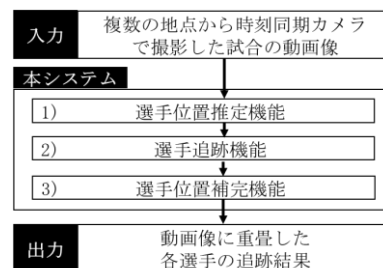 入力
複数の地点から時刻同期カメラ
で撮影した試合の動画像
本システム
1) 選手位置推定機能
2) 選手追跡機能
3) 選手位置補完機能
出力
動画像に重畳した
各選手の追跡結果